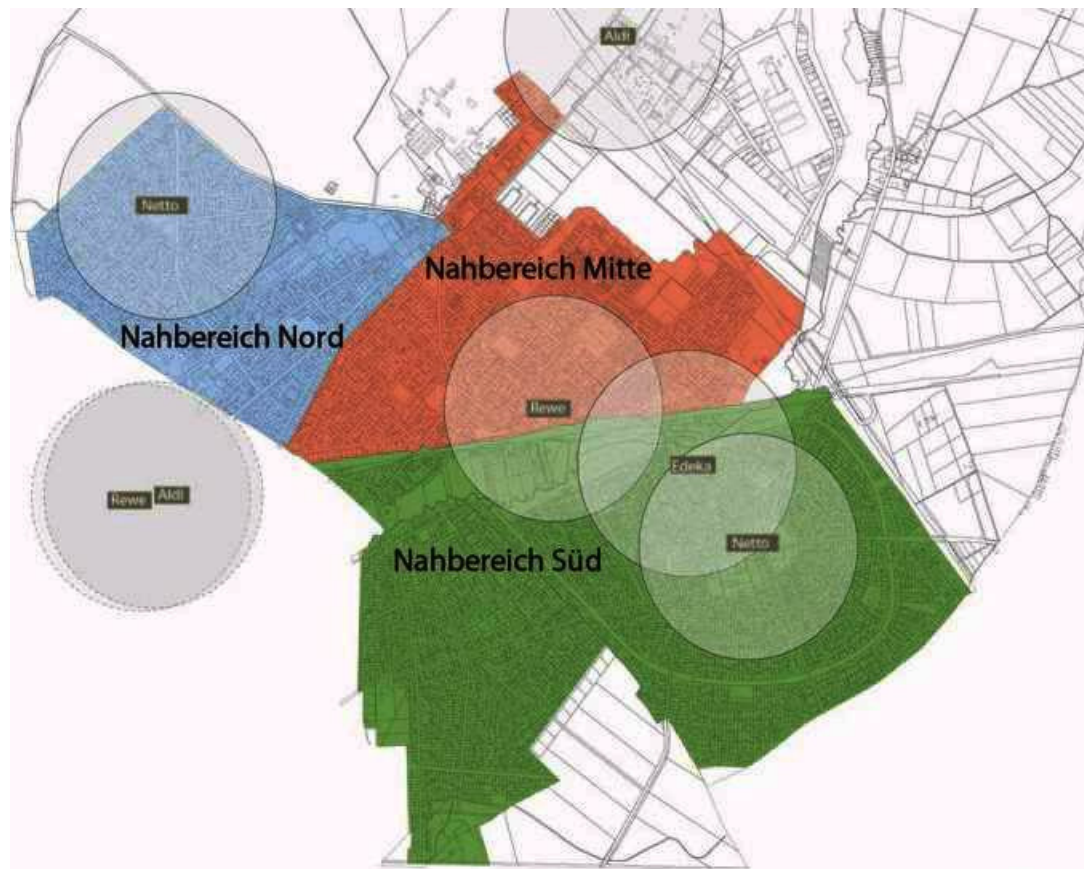 Aldi
Netto
Nahbereich Mitte
Nahbereich Nord
Rewe
Edeka
Rewe Aldi
Netto
Nahbereich Süd